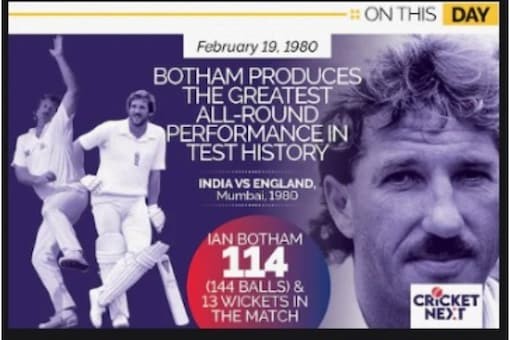 ON THIS DAY
February 19, 1980
BOTHAM PRODUCES
THE GREATEST
ALL-ROUND
PERFORMANCE IN
TEST HISTORY
INDIA VS ENGLAND,
Mumbai, 1980
IAN BOTHAM
114
(144 BALLS) &
13 WICKETS IN
THE MATCH
CRICKET
NEXT